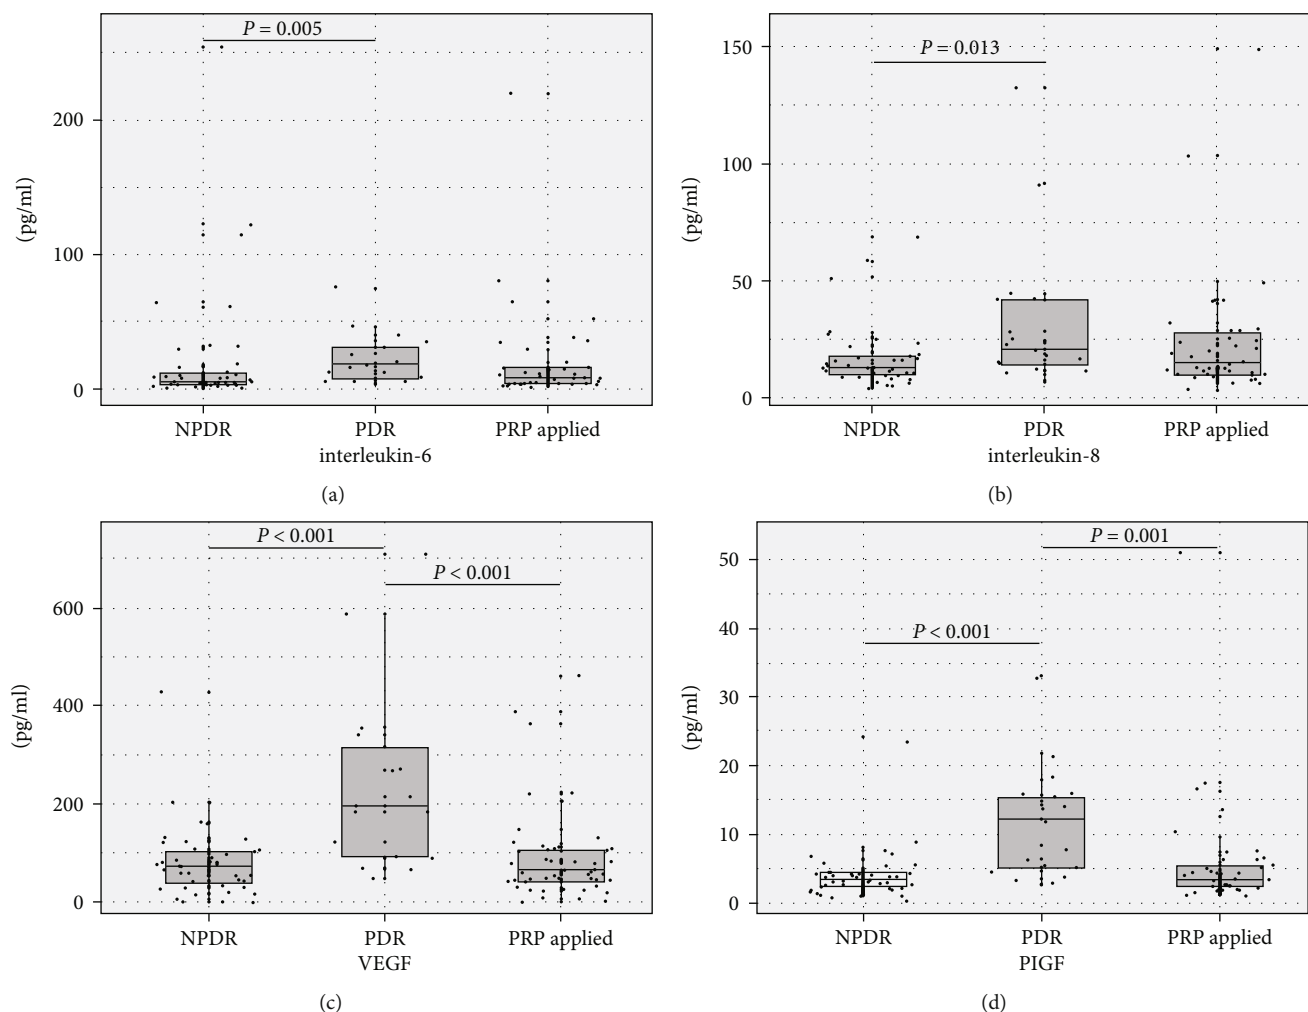 P = 0.005
200
100
0
(pg/ml)
NPDR PDR PRP applied
interleukin-6
(a)
P = 0.013
150
100
50
0
(pg/ml)
NPDR PDR PRP applied
interleukin-8
(b)
P < 0.001
P < 0.001
600
400
200
0
(pg/ml)
NPDR PDR PRP applied
VEGF
(c)
P = 0.001
P < 0.001
50
40
30
20
10
0
(pg/ml)
NPDR PDR PRP applied
PIGF
(d)